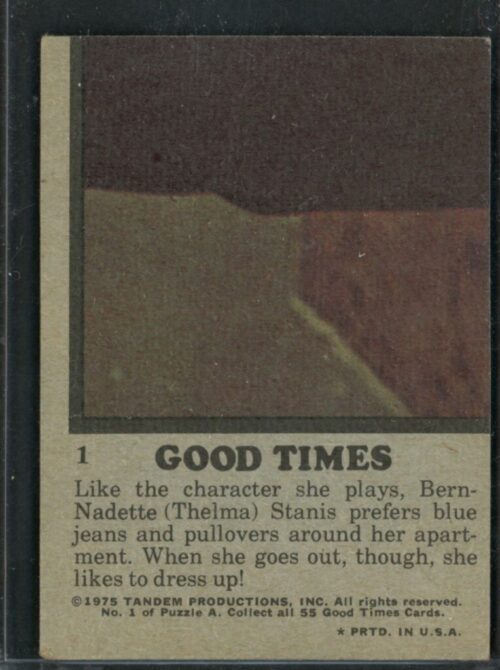 1 GOOD TIMES
Like the character she plays, Bern-
Nadette (Thelma) Stanis prefers blue
jeans and pullovers around her apart-
ment. When she goes out, though, she
likes to dress up!
©1975 TANDEM PRODUCTIONS, INC. All rights reserved.
No. 1 of Puzzle A. Collect all 55 Good Times Cards.
★ PRTD. IN U.S.A.